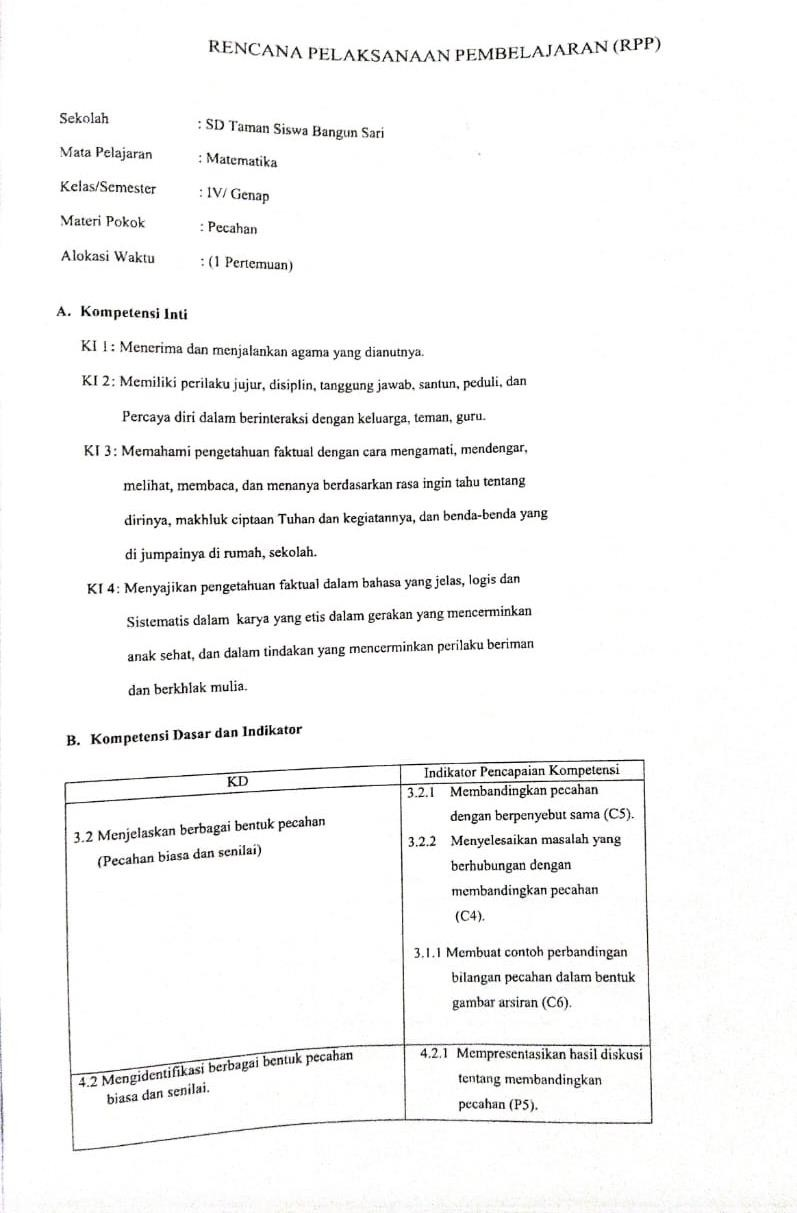 RENCANA PELAKSANAAN PEMBELAJARAN (RPP)
Sekolah : SD Taman Siswa Bangun Sari
Mata Pelajaran : Matematika
Kelas/Semester : IV/ Genap
Materi Pokok : Pecahan
Alokasi Waktu : (1 Pertemuan)
A. Kompetensi Inti
KI 1: Menerima dan menjalankan agama yang dianutnya.
KI 2: Memiliki perilaku jujur, disiplin, tanggung jawab, santun, peduli, dan
Percaya diri dalam berinteraksi dengan keluarga, teman, guru.
KI 3: Memahami pengetahuan faktual dengan cara mengamati, mendengar,
melihat, membaca, dan menanya berdasarkan rasa ingin tahu tentang
dirinya, makhluk ciptaan Tuhan dan kegiatannya, dan benda-benda yang
di jumpainya di rumah, sekolah.
KI 4: Menyajikan pengetahuan faktual dalam bahasa yang jelas, logis dan
Sistematis dalam karya yang etis dalam gerakan yang mencerminkan
anak sehat, dan dalam tindakan yang mencerminkan perilaku beriman
dan berkhlak mulia.
B. Kompetensi Dasar dan Indikator
KD
3.2 Menjelaskan berbagai bentuk pecahan
(Pecahan biasa dan senilai)
Indikator Pencapaian Kompetensi
3.2.1 Membandingkan pecahan
dengan berpenyebut sama (C5).
3.2.2 Menyelesaikan masalah yang
berhubungan dengan
membandingkan pecahan
(C4).
3.1.1 Membuat contoh perbandingan
bilangan pecahan dalam bentuk
gambar arsiran (C6).
4.2 Mengidentifikasi berbagai bentuk pecahan
biasa dan senilai.
4.2.1 Mempresentasikan hasil diskusi
tentang membandingkan
pecahan (P5).